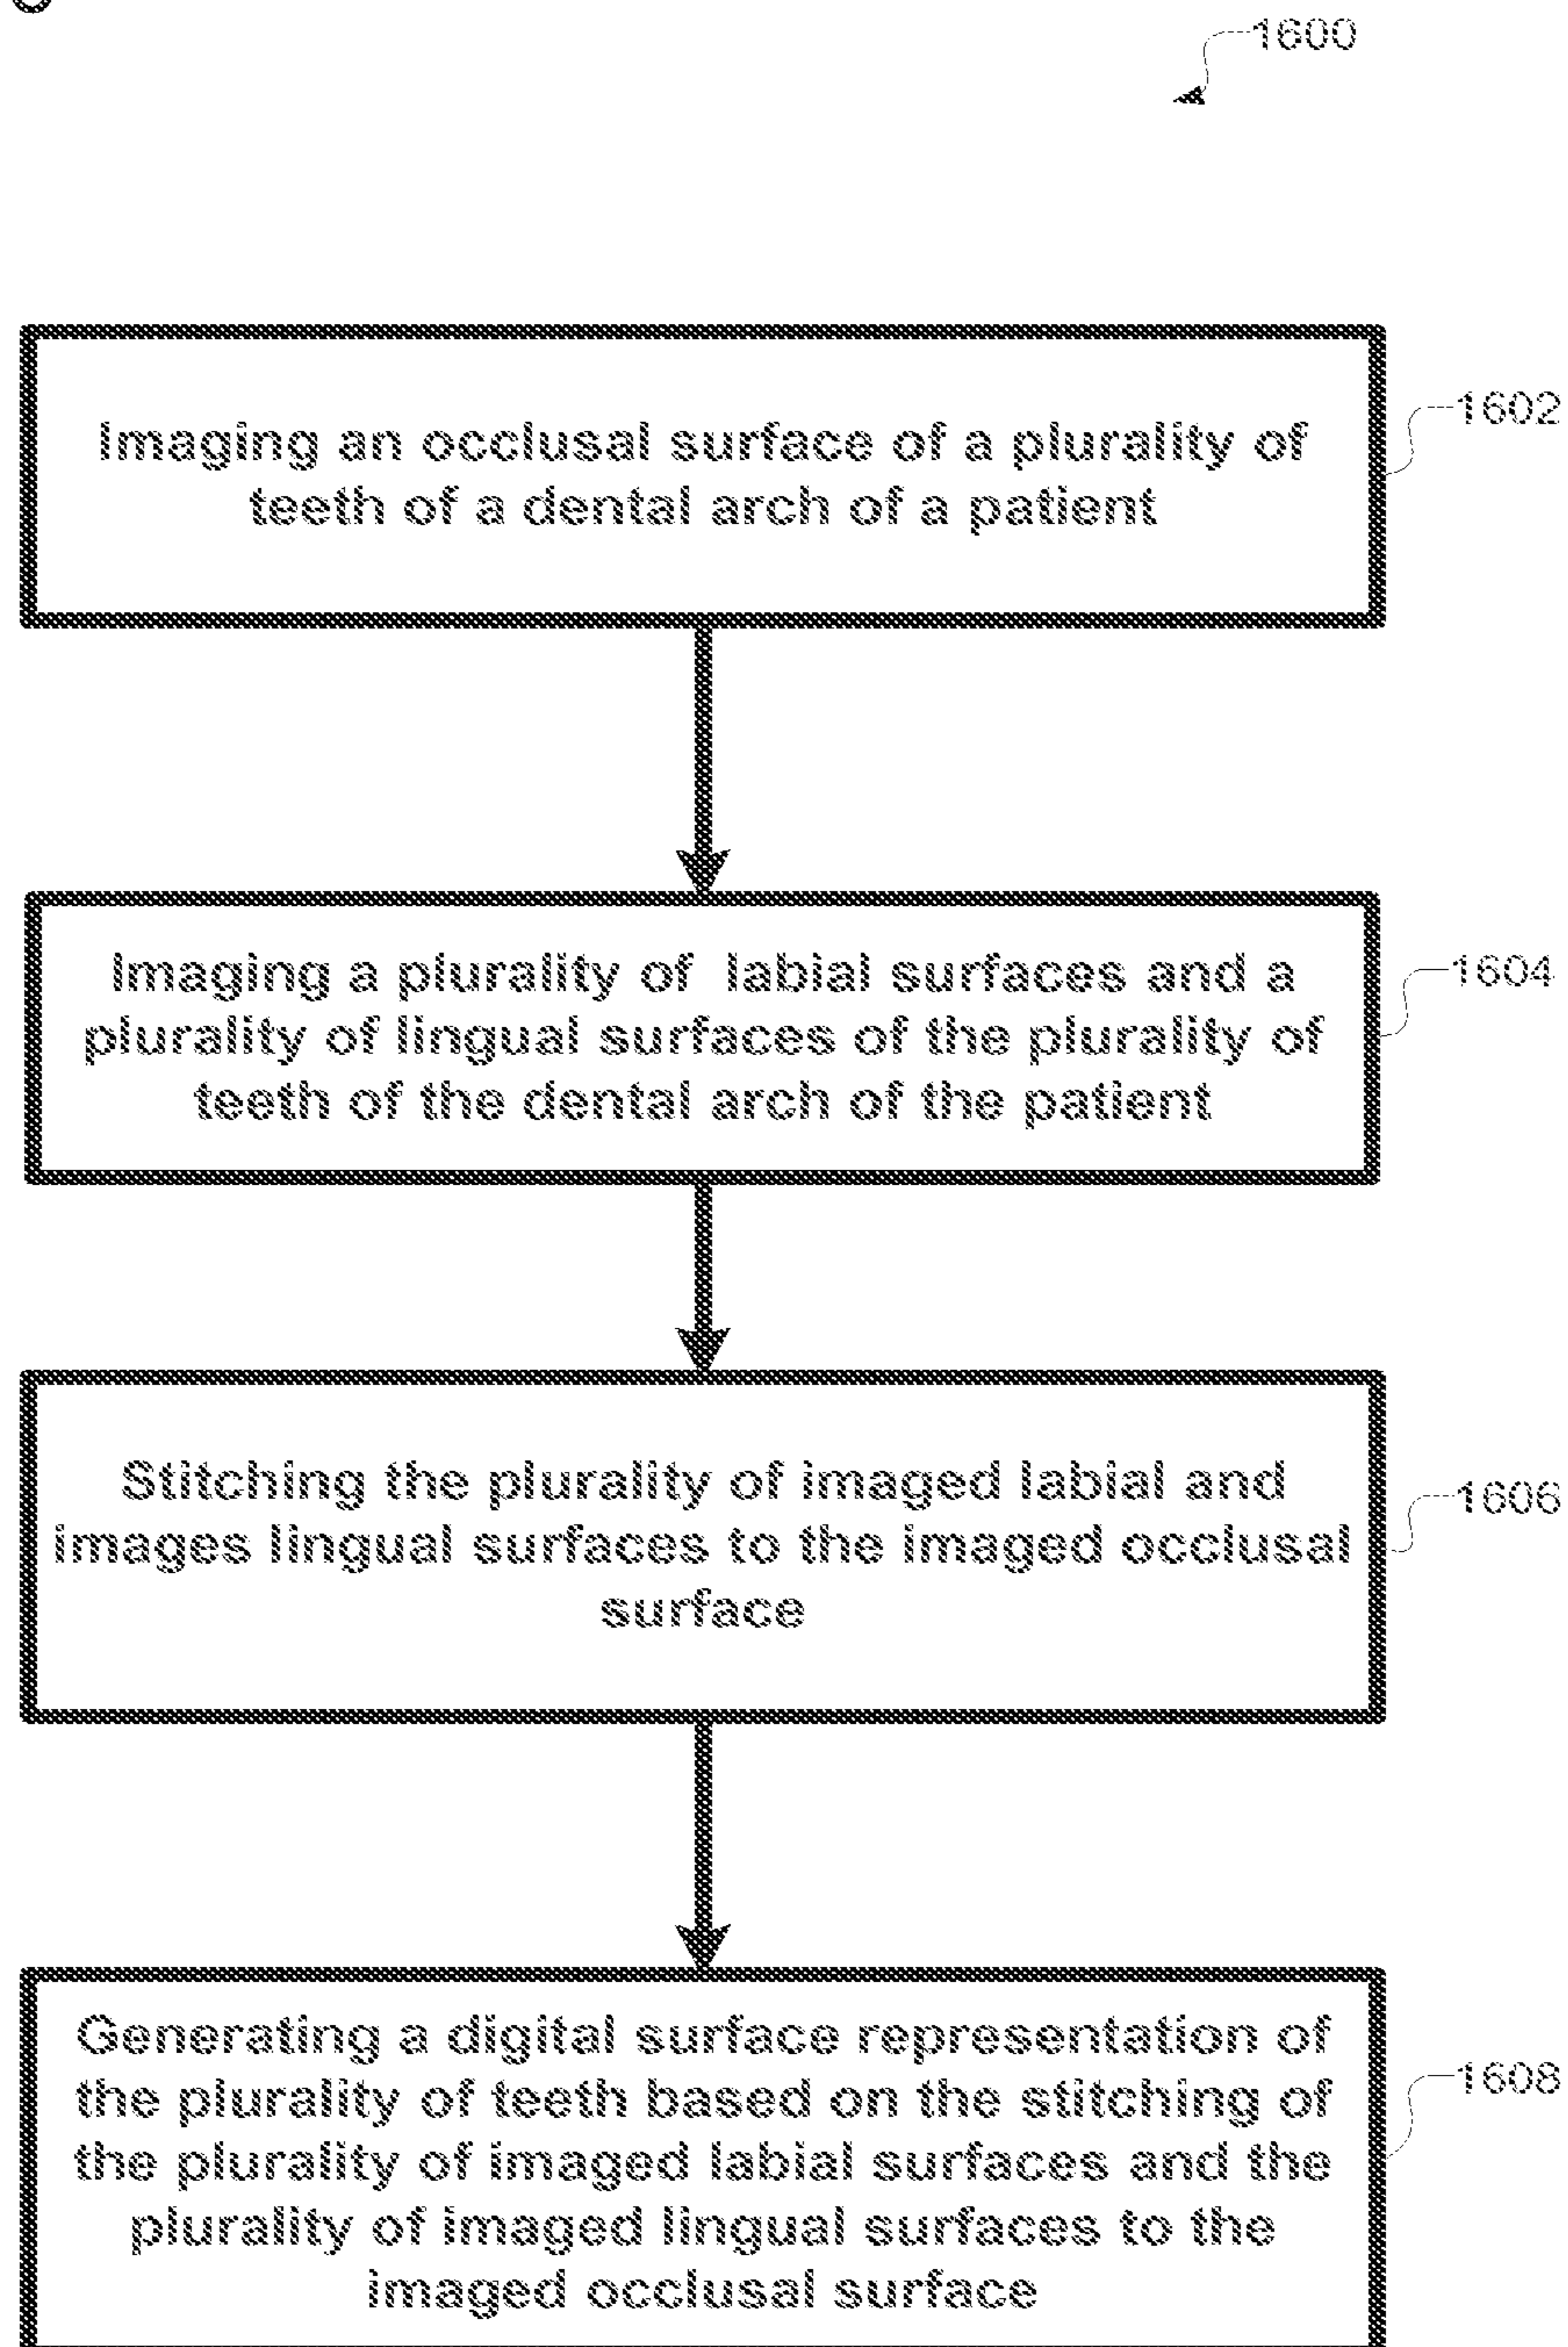 1600
Imaging an occlusal surface of a plurality of
teeth of a dental arch of a patient
1602
Imaging a plurality of labial surfaces and a
plurality of lingual surfaces of the plurality of
teeth of the dental arch of the patient
1604
Stitching the plurality of imaged labial and
images lingual surfaces to the imaged occlusal
surface
1606
Generating a digital surface representation of
the plurality of teeth based on the stitching of
the plurality of imaged labial surfaces and the
plurality of imaged lingual surfaces to the
imaged occlusal surface
1608